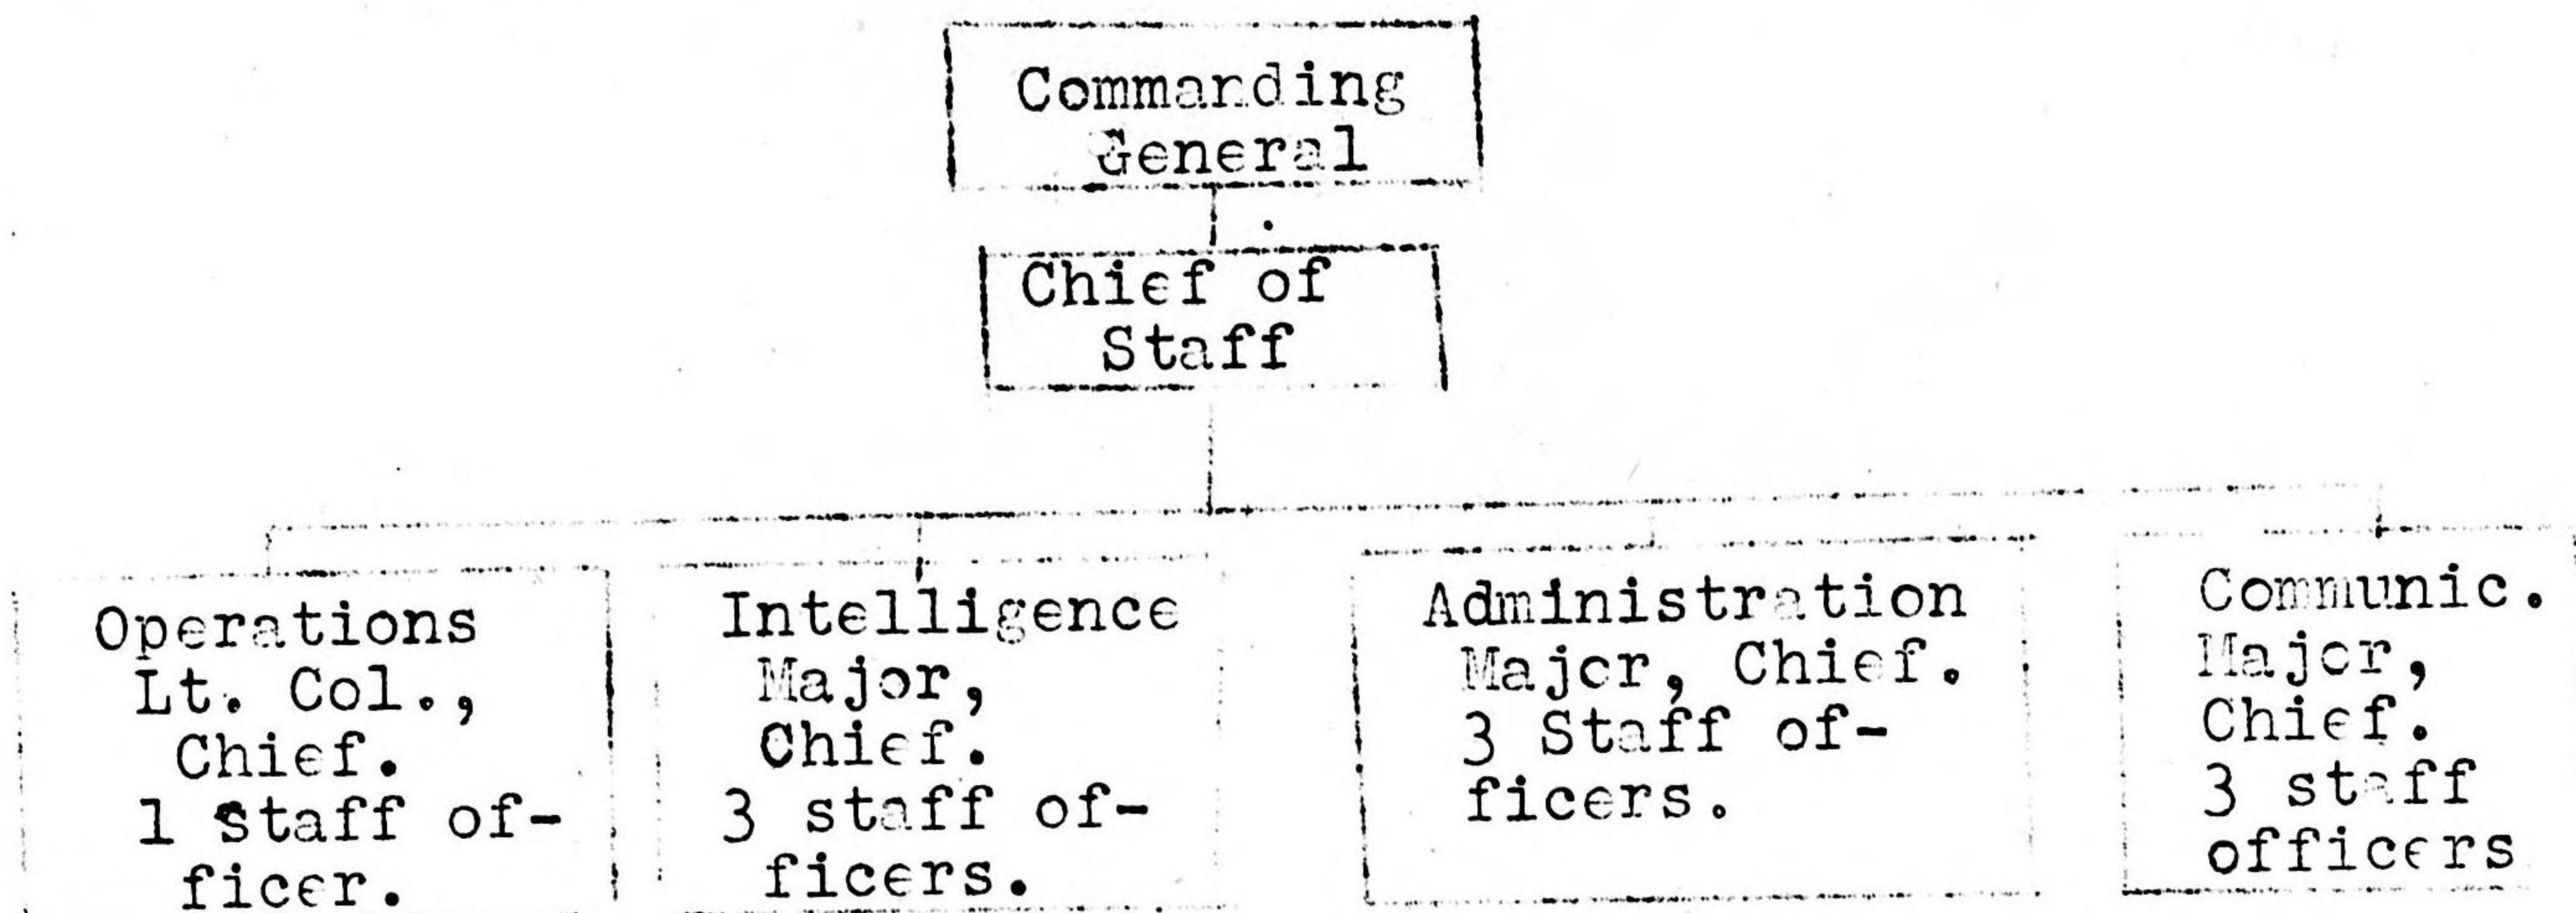 Commanding
General
Chief of
Staff
Operations
Lt. Col.,
Chief.
1 staff of-
ficer.
Intelligence
Major,
Chief.
3 staff of-
ficers.
Administration
Major, Chief.
3 Staff of-
ficers.
Communic.
Major,
Chief.
3 staff
officers